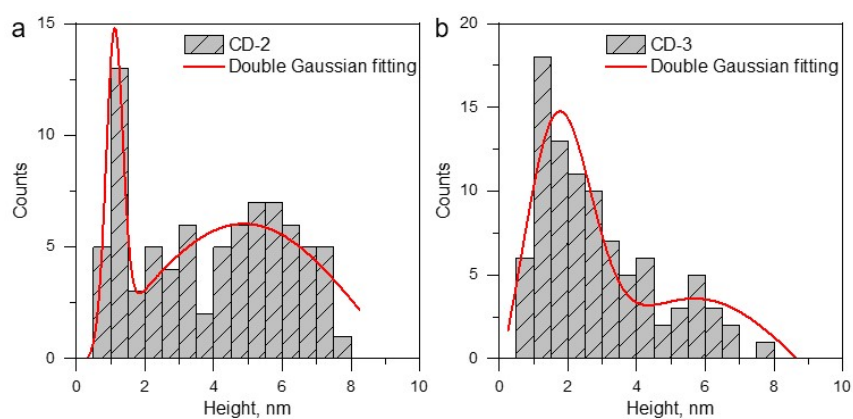 a
CD-2
Double Gaussian fitting
15
10
5
0
Counts
0 2 4 6 8 10
Height, nm
b
CD-3
Double Gaussian fitting
20
15
10
5
0
Counts
0 2 4 6 8 10
Height, nm